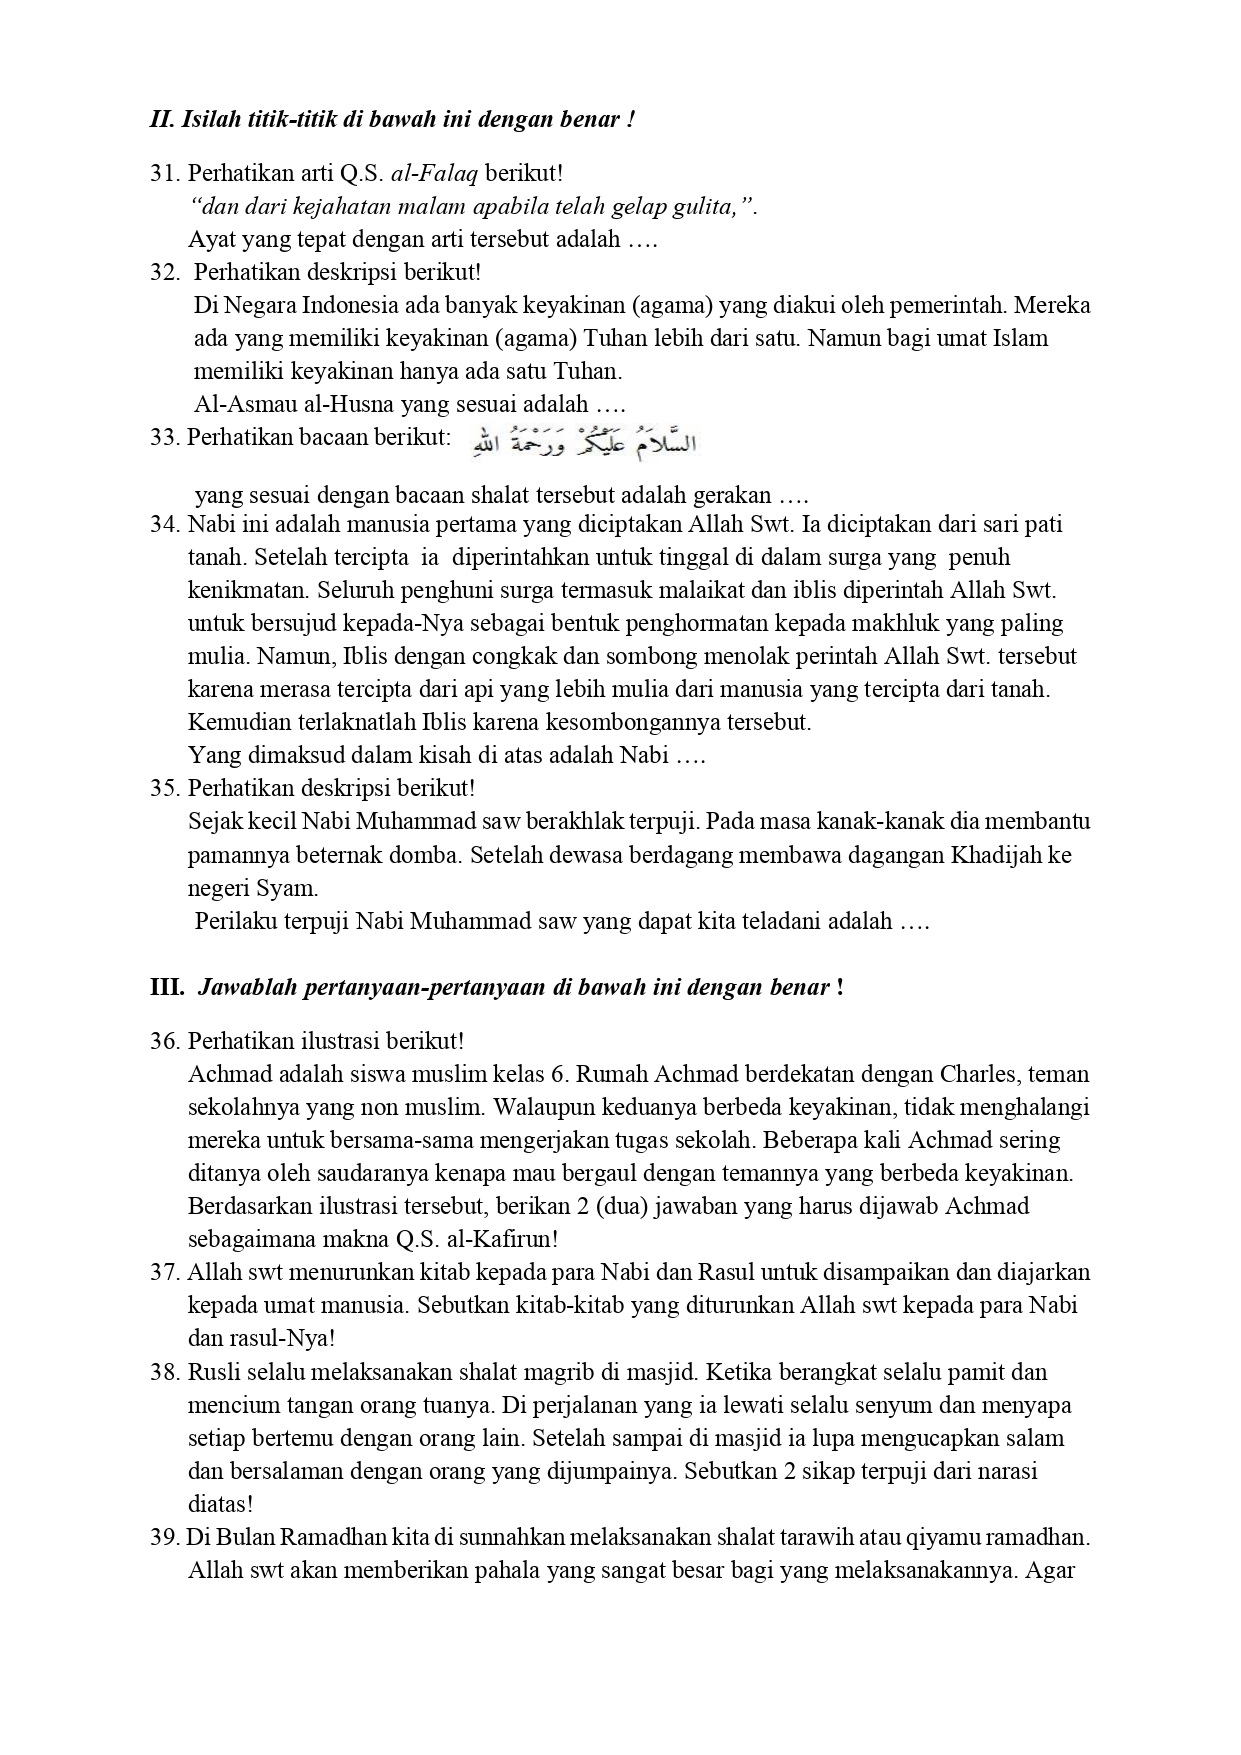 II. Isilah titik-titik di bawah ini dengan benar !
31. Perhatikan arti Q.S. al-Falaq berikut!
“dan dari kejahatan malam apabila telah gelap gulita,”.
Ayat yang tepat dengan arti tersebut adalah ….
32. Perhatikan deskripsi berikut!
Di Negara Indonesia ada banyak keyakinan (agama) yang diakui oleh pemerintah. Mereka
ada yang memiliki keyakinan (agama) Tuhan lebih dari satu. Namun bagi umat Islam
memiliki keyakinan hanya ada satu Tuhan.
Al-Asmau al-Husna yang sesuai adalah ….
33. Perhatikan bacaan berikut: السَّلَامُ عَلَيْكُمْ وَرَحْمَةُ اللهِ
yang sesuai dengan bacaan shalat tersebut adalah gerakan ….
34. Nabi ini adalah manusia pertama yang diciptakan Allah Swt. Ia diciptakan dari sari pati
tanah. Setelah tercipta ia diperintahkan untuk tinggal di dalam surga yang penuh
kenikmatan. Seluruh penghuni surga termasuk malaikat dan iblis diperintah Allah Swt.
untuk bersujud kepada-Nya sebagai bentuk penghormatan kepada makhluk yang paling
mulia. Namun, Iblis dengan congkak dan sombong menolak perintah Allah Swt. tersebut
karena merasa tercipta dari api yang lebih mulia dari manusia yang tercipta dari tanah.
Kemudian terlaknatlah Iblis karena kesombongannya tersebut.
Yang dimaksud dalam kisah di atas adalah Nabi ….
35. Perhatikan deskripsi berikut!
Sejak kecil Nabi Muhammad saw berakhlak terpuji. Pada masa kanak-kanak dia membantu
pamannya beternak domba. Setelah dewasa berdagang membawa dagangan Khadijah ke
negeri Syam.
Perilaku terpuji Nabi Muhammad saw yang dapat kita teladani adalah ….
III. Jawablah pertanyaan-pertanyaan di bawah ini dengan benar !
36. Perhatikan ilustrasi berikut!
Achmad adalah siswa muslim kelas 6. Rumah Achmad berdekatan dengan Charles, teman
sekolahnya yang non muslim. Walaupun keduanya berbeda keyakinan, tidak menghalangi
mereka untuk bersama-sama mengerjakan tugas sekolah. Beberapa kali Achmad sering
ditanya oleh saudaranya kenapa mau bergaul dengan temannya yang berbeda keyakinan.
Berdasarkan ilustrasi tersebut, berikan 2 (dua) jawaban yang harus dijawab Achmad
sebagaimana makna Q.S. al-Kafirun!
37. Allah swt menurunkan kitab kepada para Nabi dan Rasul untuk disampaikan dan diajarkan
kepada umat manusia. Sebutkan kitab-kitab yang diturunkan Allah swt kepada para Nabi
dan rasul-Nya!
38. Rusli selalu melaksanakan shalat magrib di masjid. Ketika berangkat selalu pamit dan
mencium tangan orang tuanya. Di perjalanan yang ia lewati selalu senyum dan menyapa
setiap bertemu dengan orang lain. Setelah sampai di masjid ia lupa mengucapkan salam
dan bersalaman dengan orang yang dijumpainya. Sebutkan 2 sikap terpuji dari narasi
diatas!
39. Di Bulan Ramadhan kita di sunnahkan melaksanakan shalat tarawih atau qiyamu ramadhan.
Allah swt akan memberikan pahala yang sangat besar bagi yang melaksanakannya. Agar